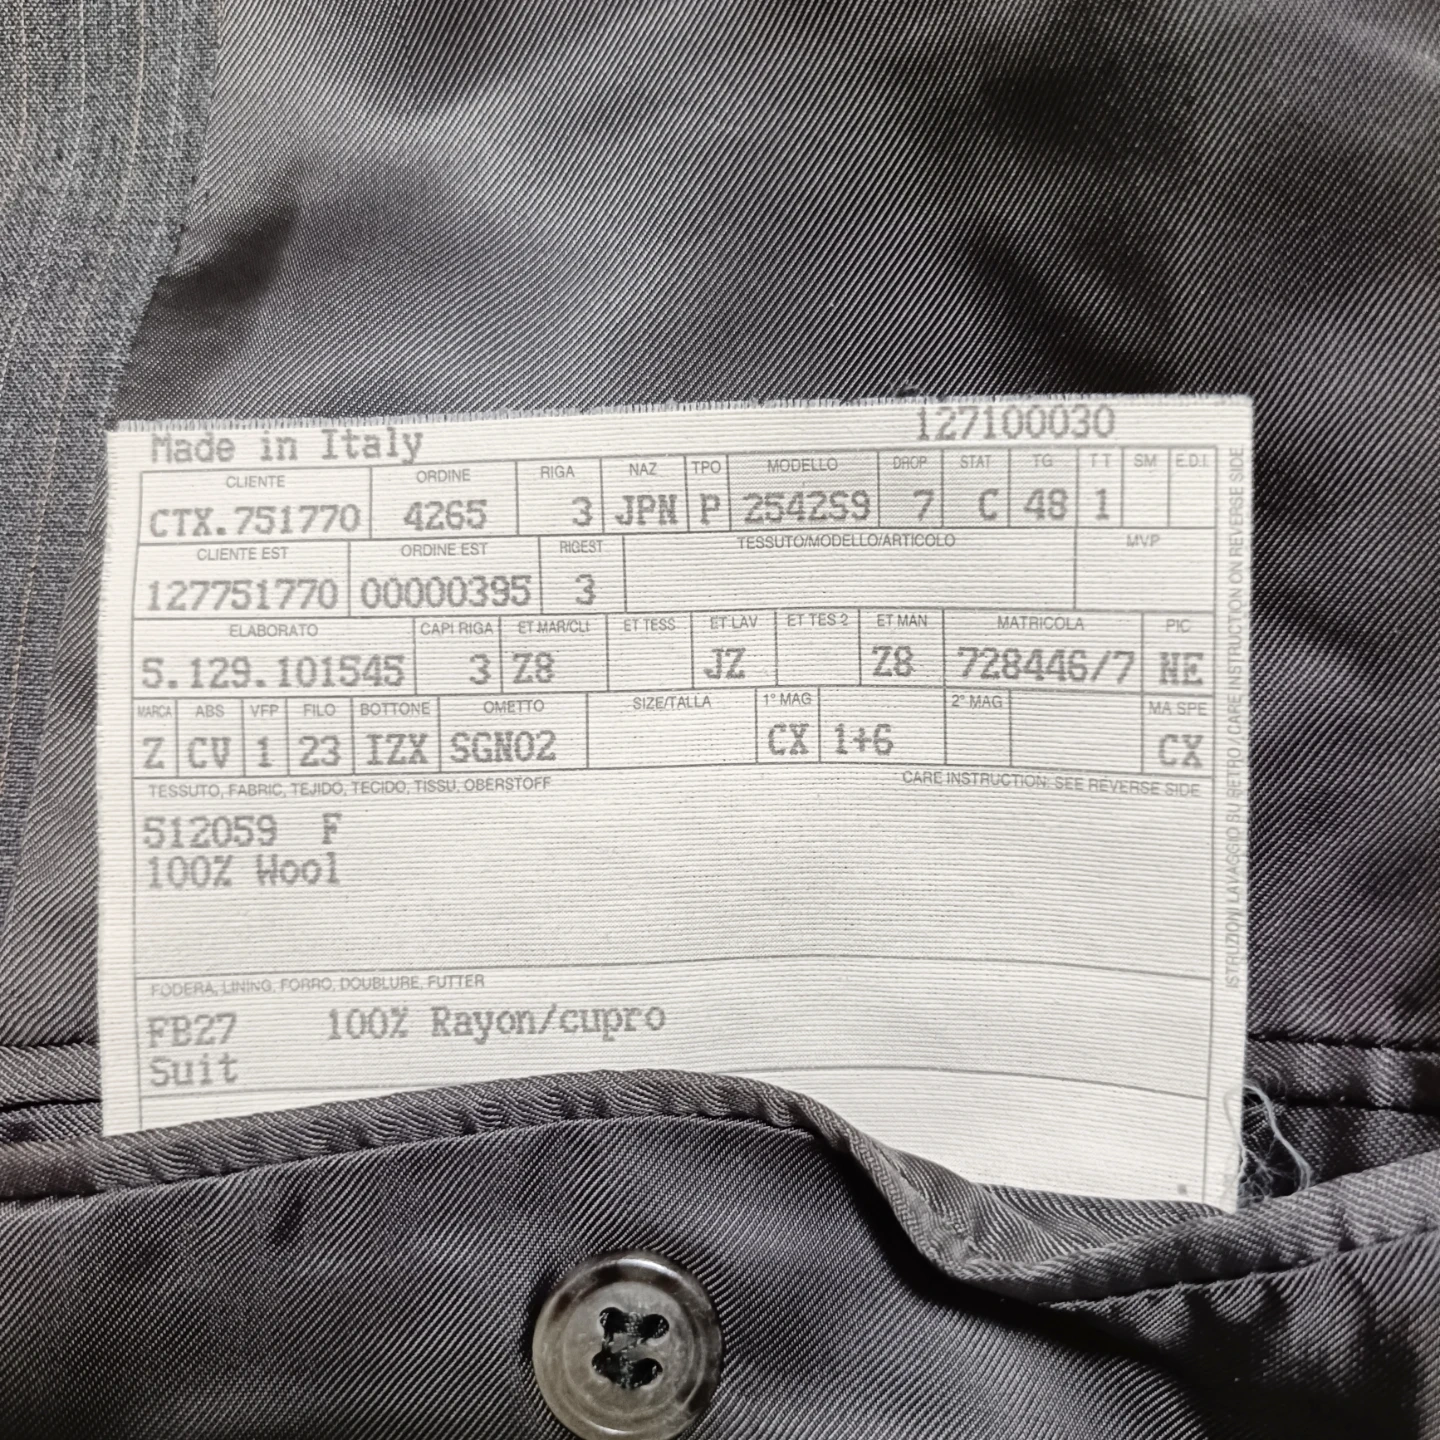 Made in Italy 127100030
CLIENTE ORDINE RIGA NAZ TPO MODELLO DROP STAT TG TT SM E.D.I.
CTX.751770 4265 3 JPN P 254259 7 C 48 1
CLIENTE EST ORDINE EST RIGEST TESSUTO/MODELLO/ARTICOLO MVP
127751770 00000395 3
ELABORATO CAPI RIGA ET MAR/CLI ET TESS ET LAV ET TES 2 ET MAN MATRICOLA PIC
5.129.101545 3 Z8 JZ Z8 728446/7 NE
MARCA ABS VFP FILO BOTTONE OMETTO SIZE/TALLA 1° MAG 2° MAG MA SPE
Z CV 1 23 IZX SGN02 CX 1+6 CX
TESSUTO, FABRIC, TEJIDO, TECIDO, TISSU, OBERSTOFF CARE INSTRUCTION: SEE REVERSE SIDE
512059 F
100% Wool
FODERA, LINING, FORRO, DOUBLURE, FUTTER
FB27 100% Rayon/cupro
Suit
ISTRUZIONI LAVAGGIO SU RETRO / CARE INSTRUCTION ON REVERSE SIDE